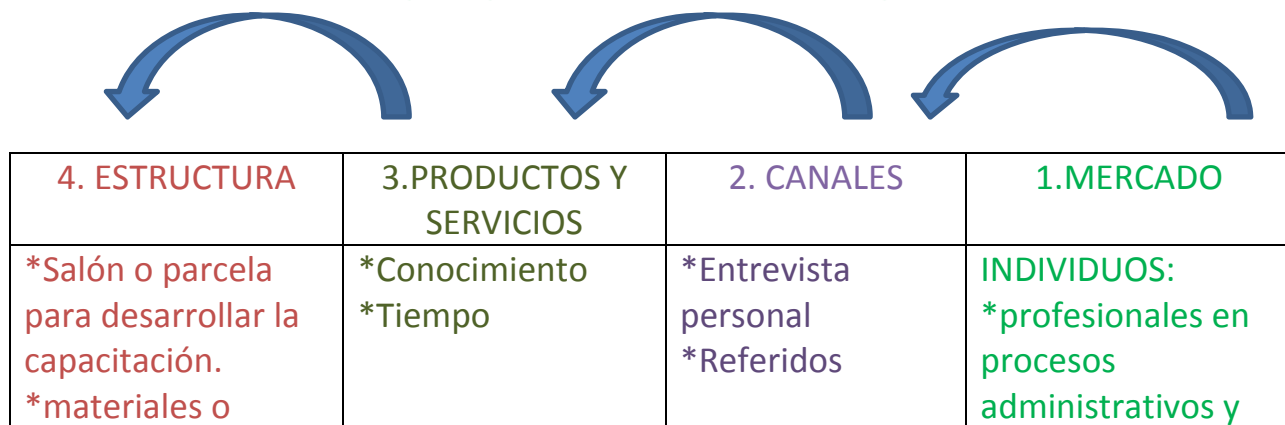 4. ESTRUCTURA
3.PRODUCTOS Y
SERVICIOS
2. CANALES
1.MERCADO
*Salón o parcela
para desarrollar la
capacitación.
*materiales o
*Conocimiento
*Tiempo
*Entrevista
personal
*Referidos
INDIVIDUOS:
*profesionales en
procesos
administrativos y